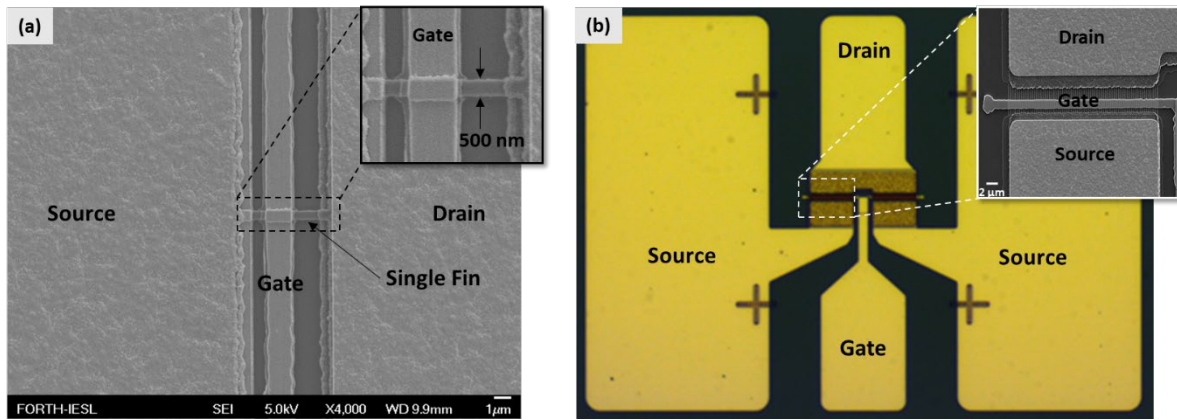 (a)
Gate
500 nm
Source
Drain
Single Fin
Gate
FORTH-IESL SEI 5.0kV X4,000 WD 9.9mm 1μm
(b)
Drain
Drain
Gate
Source
2 μm
Source
Source
Gate